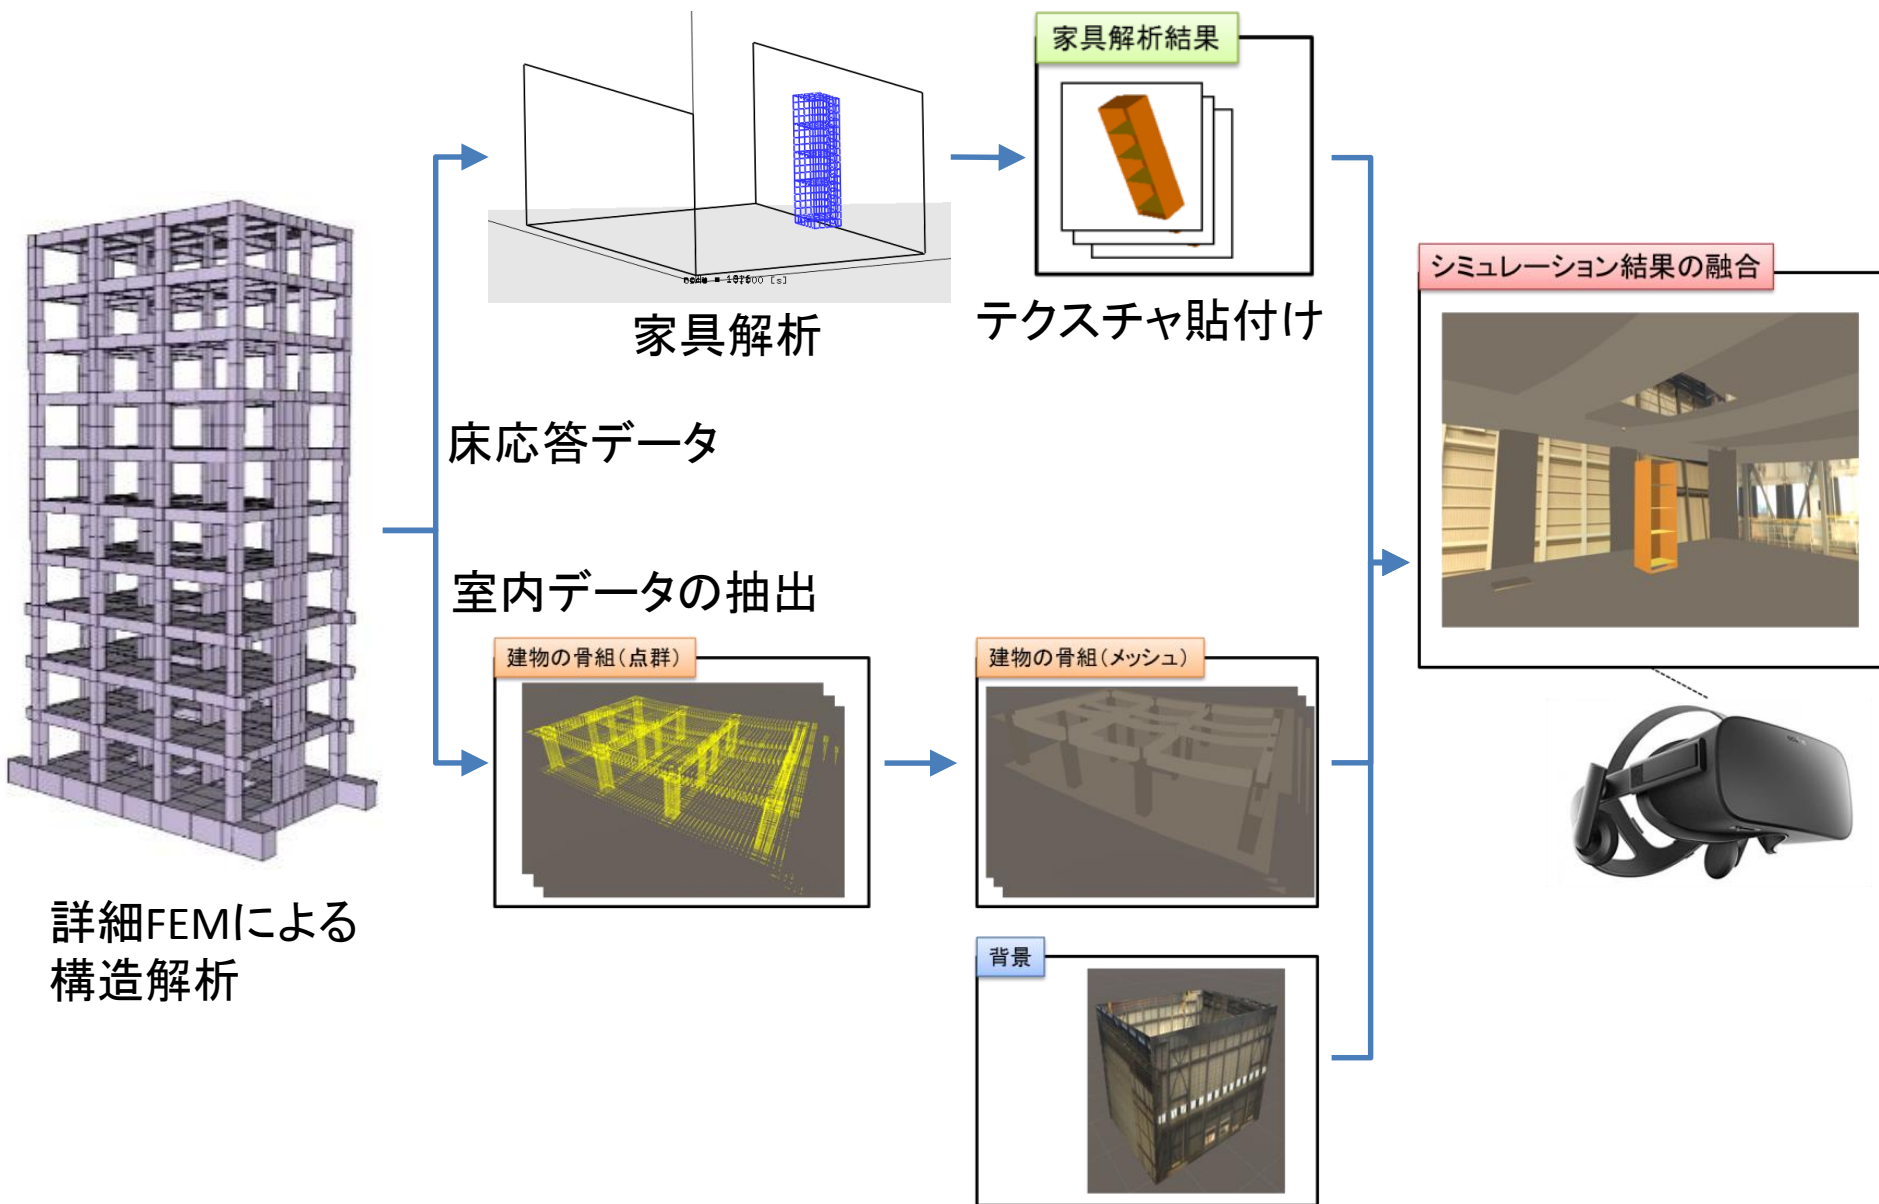 家具解析結果
家具解析
テクスチャ貼付け
シミュレーション結果の融合
床応答データ
室内データの抽出
建物の骨組(点群)
建物の骨組(メッシュ)
詳細FEMによる
構造解析
背景